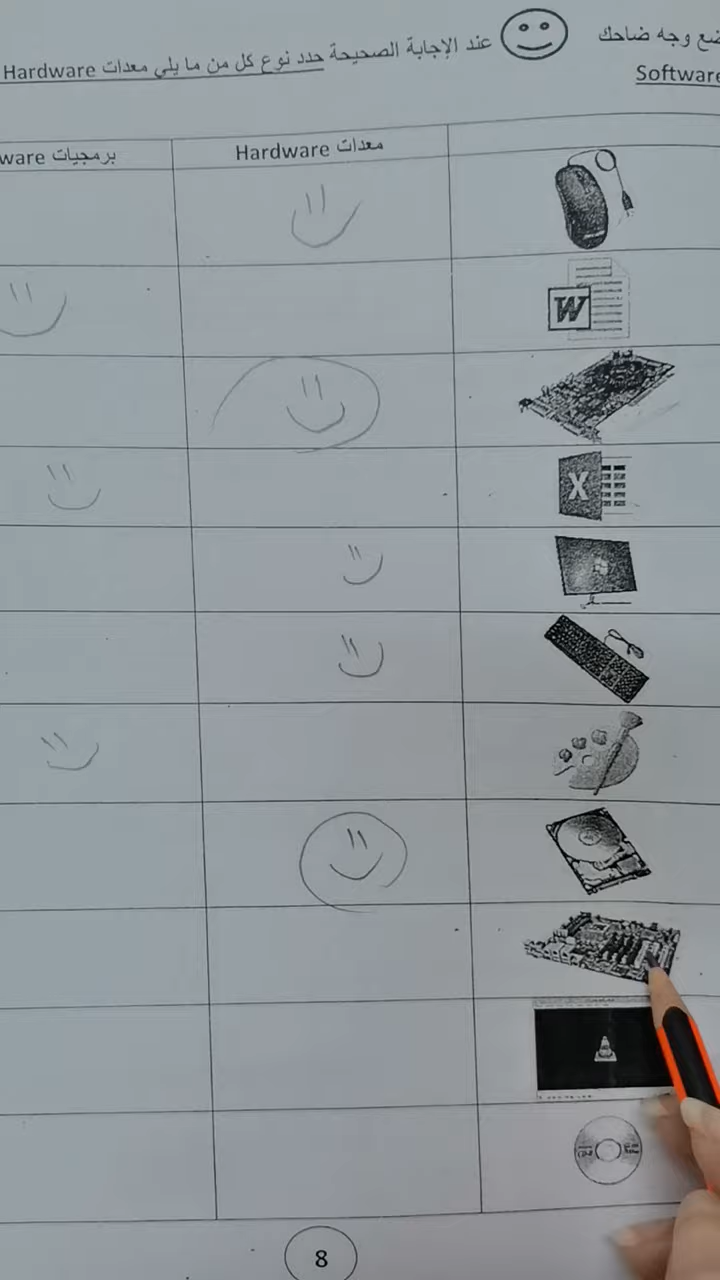 ضع وجه ضاحك عند الإجابة الصحيحة حدد نوع كل من ما يلي معدات Hardware
Software
معدات Hardware
برمجيات ware
W
X
8